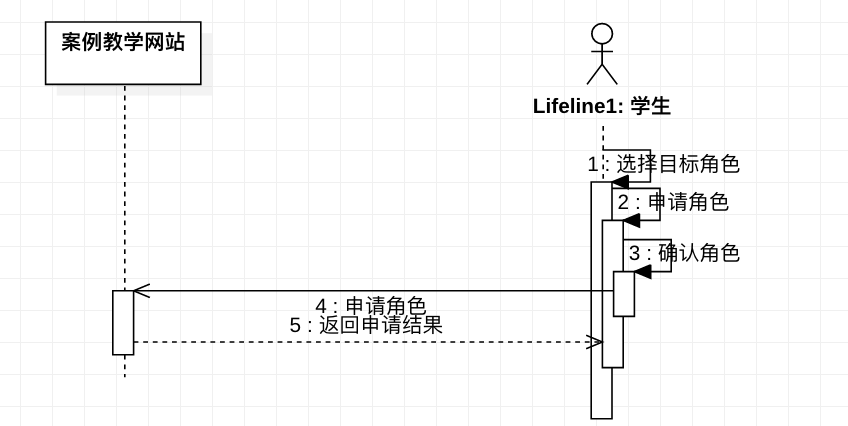 案例教学网站
Lifeline1: 学生
1 : 选择目标角色
2 : 申请角色
3 : 确认角色
4 : 申请角色
5 : 返回申请结果